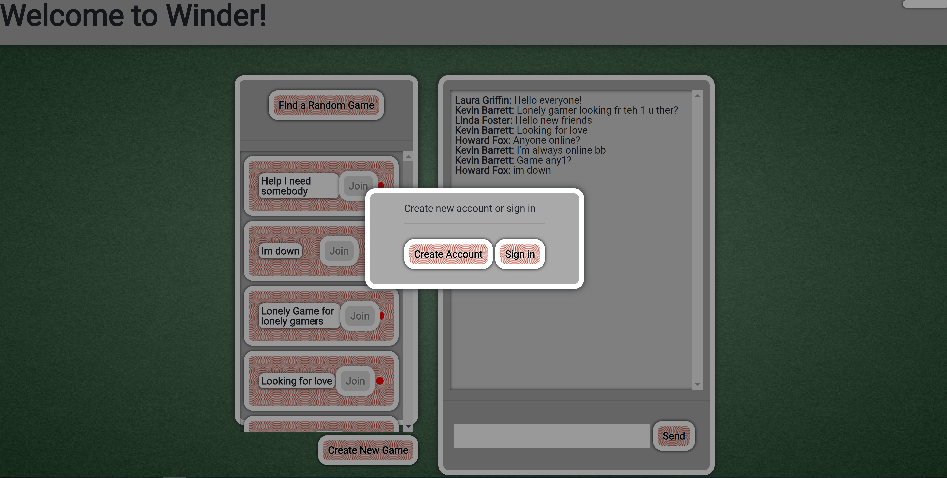 Welcome to Winder!
Find a Random Game
Help I need
somebody
Join
Im down
Join
Lonely Game for
lonely gamers
Join
Looking for love
Join
Create New Game
Laura Griffin: Hello everyone!
Kevin Barrett: Lonely gamer looking fr teh 1 u ther?
Linda Foster: Hello new friends
Kevin Barrett: Looking for love
Howard Fox: Anyone online?
Kevin Barrett: I'm always online bb
Kevin Barrett: Game any1?
Howard Fox: im down
Send
Create new account or sign in
Create Account
Sign in